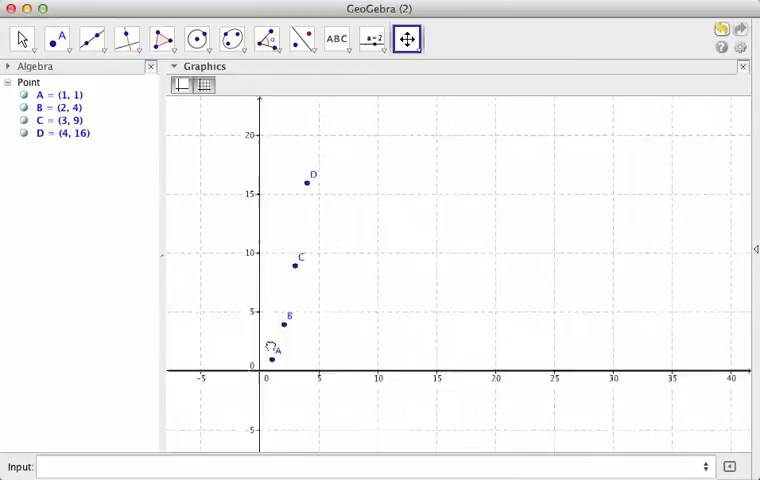 GeoGebra (2)
A ABC a=2
Algebra
Graphics
Point
A = (1, 1)
B = (2, 4)
C = (3, 9)
D = (4, 16)
20
D
15
C
10
B
5
A
0
-5 0 5 10 15 20 25 30 35 40
-5
Input: